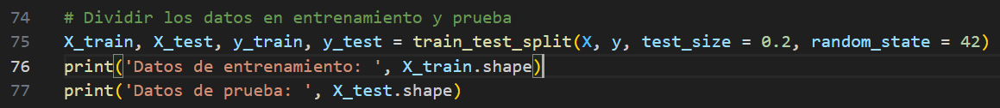 74 # Dividir los datos en entrenamiento y prueba
75 X_train, X_test, y_train, y_test = train_test_split(X, y, test_size = 0.2, random_state = 42)
76 print('Datos de entrenamiento: ', X_train.shape)
77 print('Datos de prueba: ', X_test.shape)